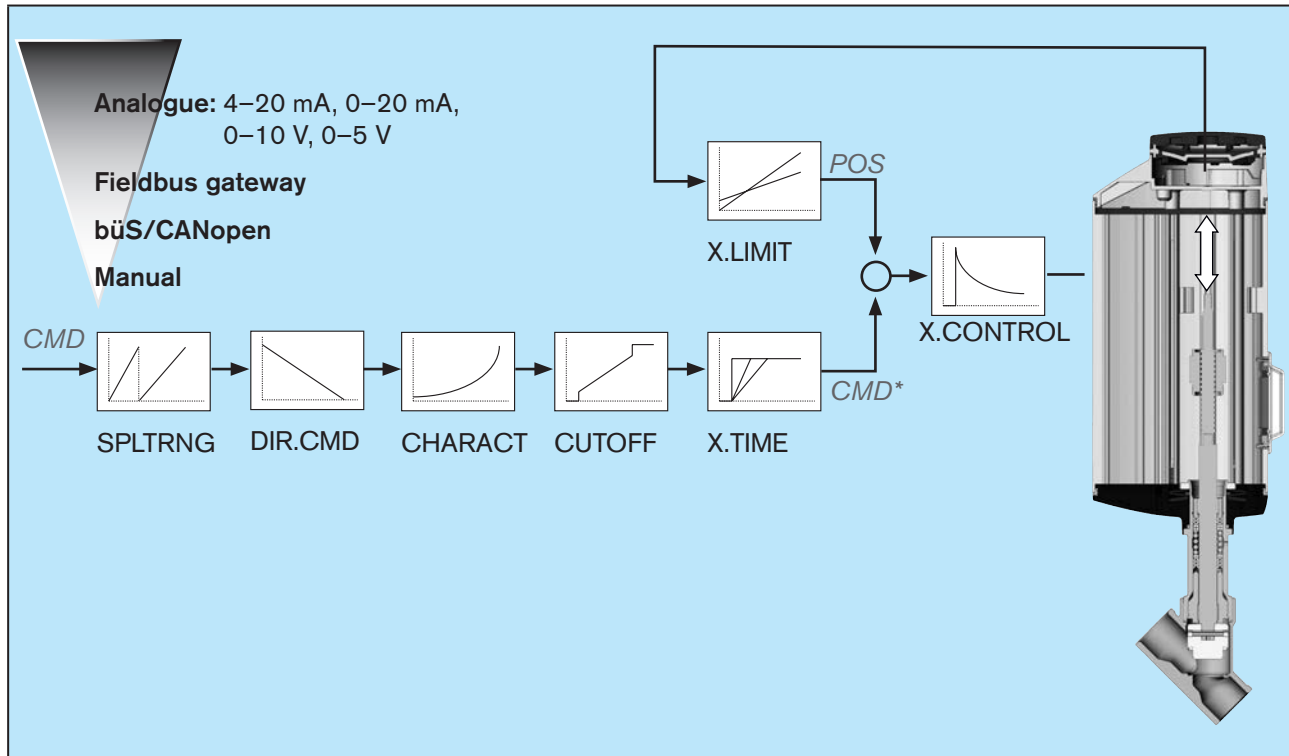 Analogue: 4–20 mA, 0–20 mA,
0–10 V, 0–5 V
Fieldbus gateway
büS/CANopen
Manual
POS
X.LIMIT
X.CONTROL
CMD
CMD*
SPLTRNG
DIR.CMD
CHARACT
CUTOFF
X.TIME